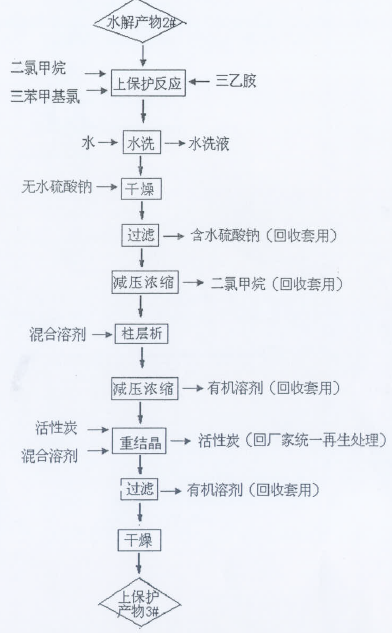 水解产物2#
二氯甲烷
三苯甲基氯
上保护反应
三乙胺
水
水洗
水洗液
无水硫酸钠
干燥
过滤
含水硫酸钠(回收套用)
减压浓缩
二氯甲烷(回收套用)
混合溶剂
柱层析
减压浓缩
有机溶剂(回收套用)
活性炭
混合溶剂
重结晶
活性炭(回厂家统一再生处理)
过滤
有机溶剂(回收套用)
干燥
上保护
产物3#